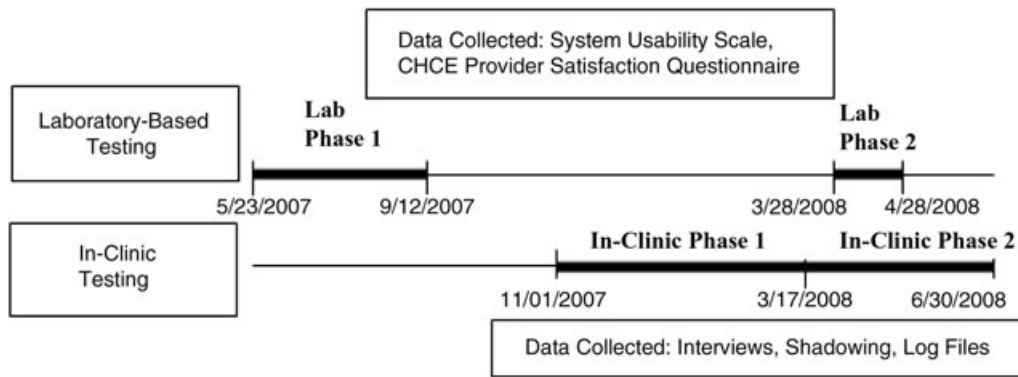 Data Collected: System Usability Scale,
CHCE Provider Satisfaction Questionnaire
Laboratory-Based
Testing
Lab
Phase 1
Lab
Phase 2
5/23/2007
9/12/2007
3/28/2008
4/28/2008
In-Clinic
Testing
In-Clinic Phase 1
In-Clinic Phase 2
11/01/2007
3/17/2008
6/30/2008
Data Collected: Interviews, Shadowing, Log Files